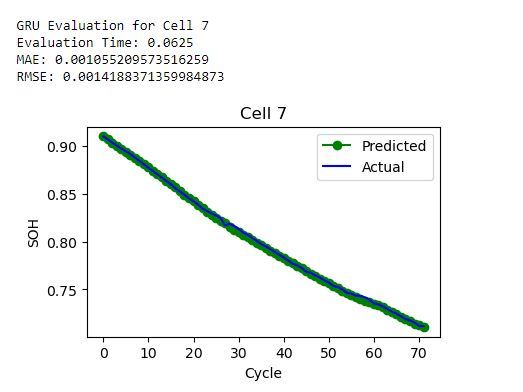 GRU Evaluation for Cell 7
Evaluation Time: 0.0625
MAE: 0.001055209573516259
RMSE: 0.0014188371359984873
Cell 7
Predicted
Actual
0.90
0.85
0.80
0.75
SOH
0 10 20 30 40 50 60 70
Cycle